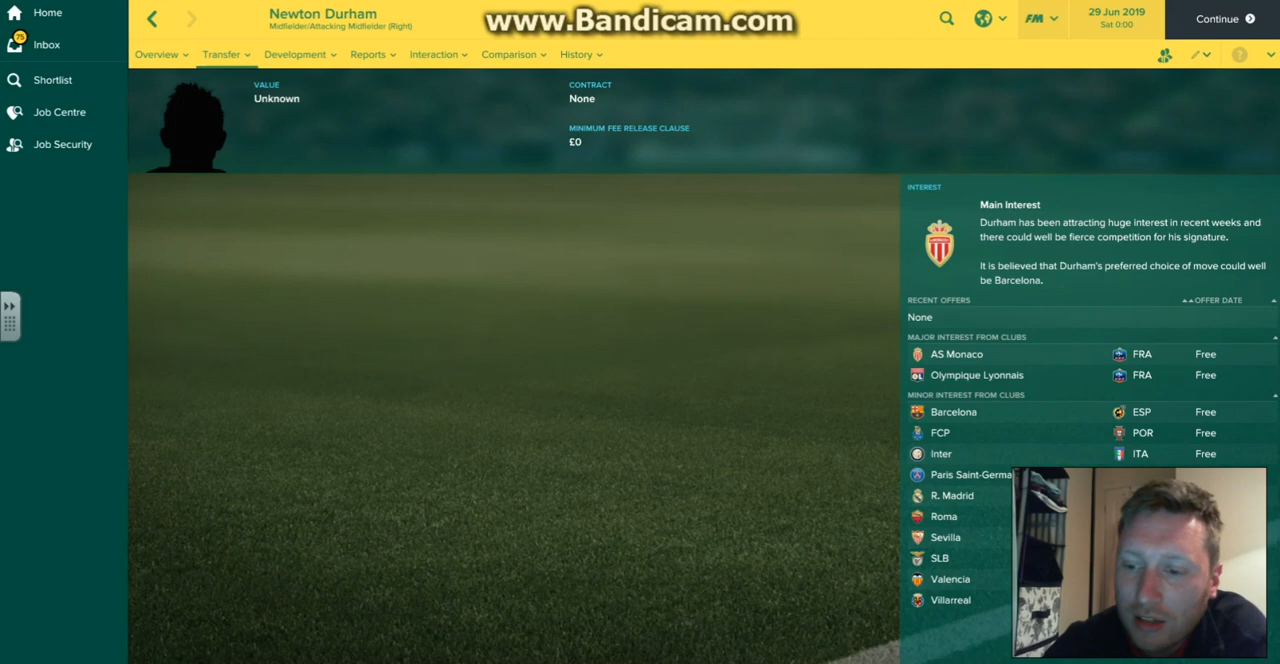 Home
75
Inbox
Shortlist
Job Centre
Job Security
Newton Durham
Midfielder/Attacking Midfielder (Right)
www.Bandicam.com
FM
29 Jun 2019
Sat 0:00
Continue
Overview
Transfer
Development
Reports
Interaction
Comparison
History
?
VALUE
Unknown
CONTRACT
None
MINIMUM FEE RELEASE CLAUSE
£0
INTEREST
Main Interest
Durham has been attracting huge interest in recent weeks and
there could well be fierce competition for his signature.
It is believed that Durham's preferred choice of move could well
be Barcelona.
RECENT OFFERS OFFER DATE
None
MAJOR INTEREST FROM CLUBS
AS Monaco FRA Free
OL Olympique Lyonnais FRA Free
MINOR INTEREST FROM CLUBS
Barcelona ESP Free
FCP POR Free
Inter ITA Free
Paris Saint-Germa
R. Madrid
Roma
Sevilla
SLB
Valencia
Villarreal